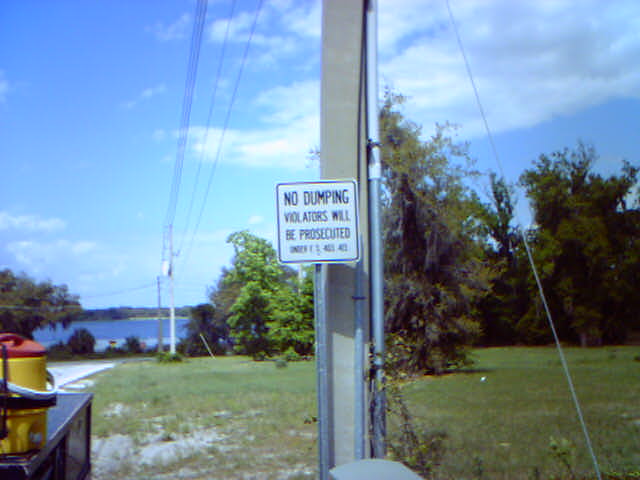 NO DUMPING
VIOLATORS WILL
BE PROSECUTED
UNDER F. S. 403. 413